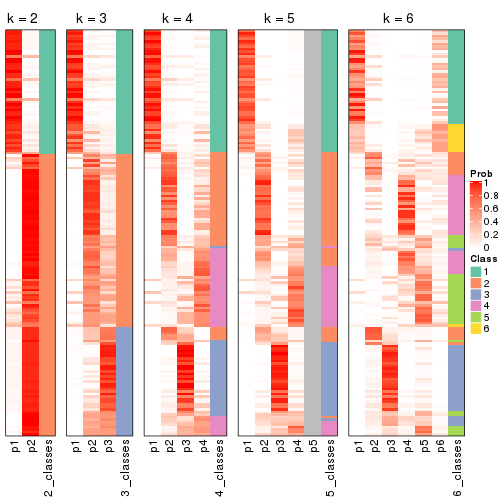 k = 2
k = 3
k = 4
k = 5
k = 6
Prob
1
0.8
0.6
0.4
0.2
0
Class
1
2
3
4
5
6
p1
p2
2_classes
p1
p2
p3
3_classes
p1
p2
p3
p4
4_classes
p1
p2
p3
p4
p5
5_classes
p1
p2
p3
p4
p5
p6
6_classes